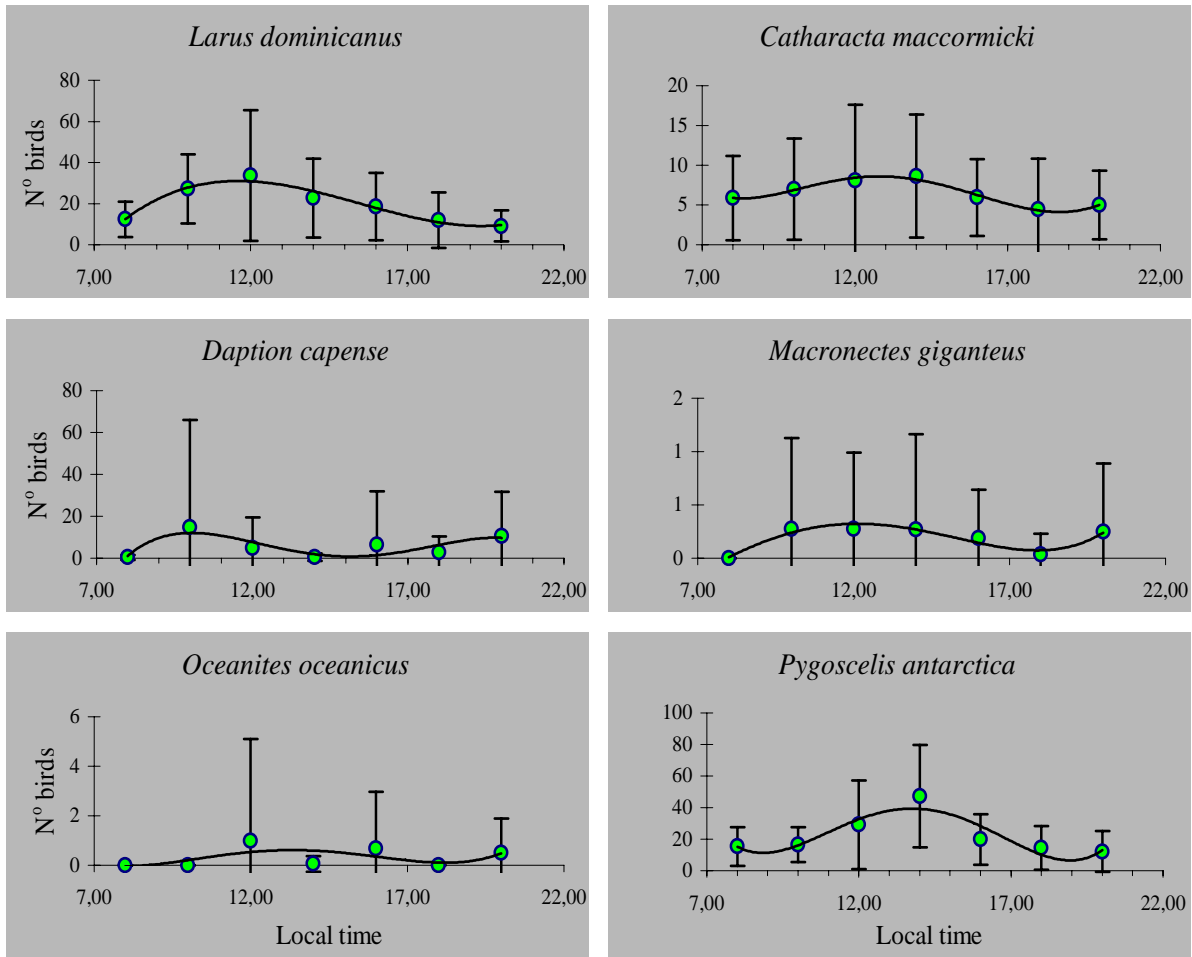 Larus dominicanus
N° birds
80
60
40
20
0
7,00 12,00 17,00 22,00
Catharacta maccormicki
20
15
10
5
0
7,00 12,00 17,00 22,00
Daption capense
N° birds
80
60
40
20
0
7,00 12,00 17,00 22,00
Macronectes giganteus
2
1
1
0
7,00 12,00 17,00 22,00
Oceanites oceanicus
N° birds
6
4
2
0
7,00 12,00 17,00 22,00
Local time
Pygoscelis antarctica
100
80
60
40
20
0
7,00 12,00 17,00 22,00
Local time